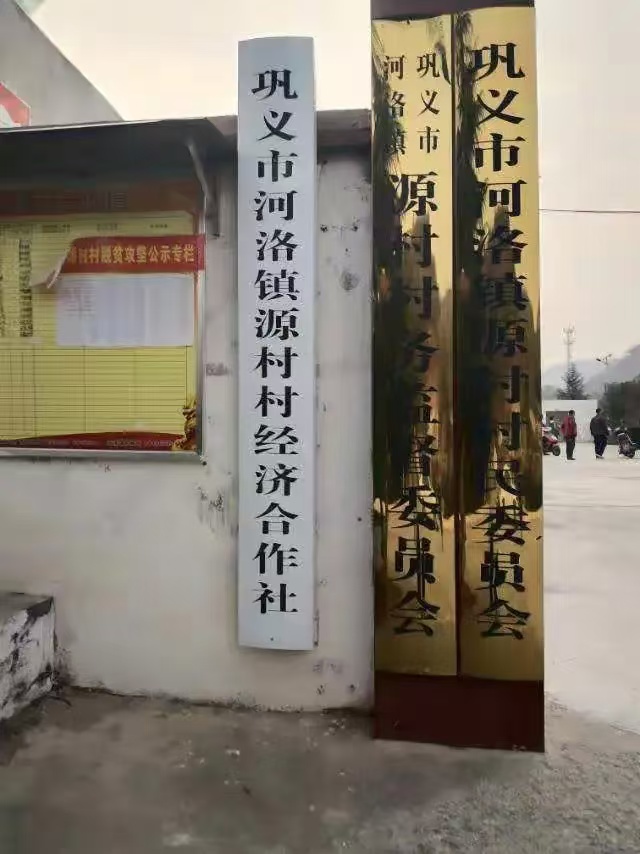 村脱贫攻坚公示专栏
巩义市河洛镇源村村经济合作社
巩义市
河洛镇
源村村务监督委员会
巩义市河洛镇源村村民委员会